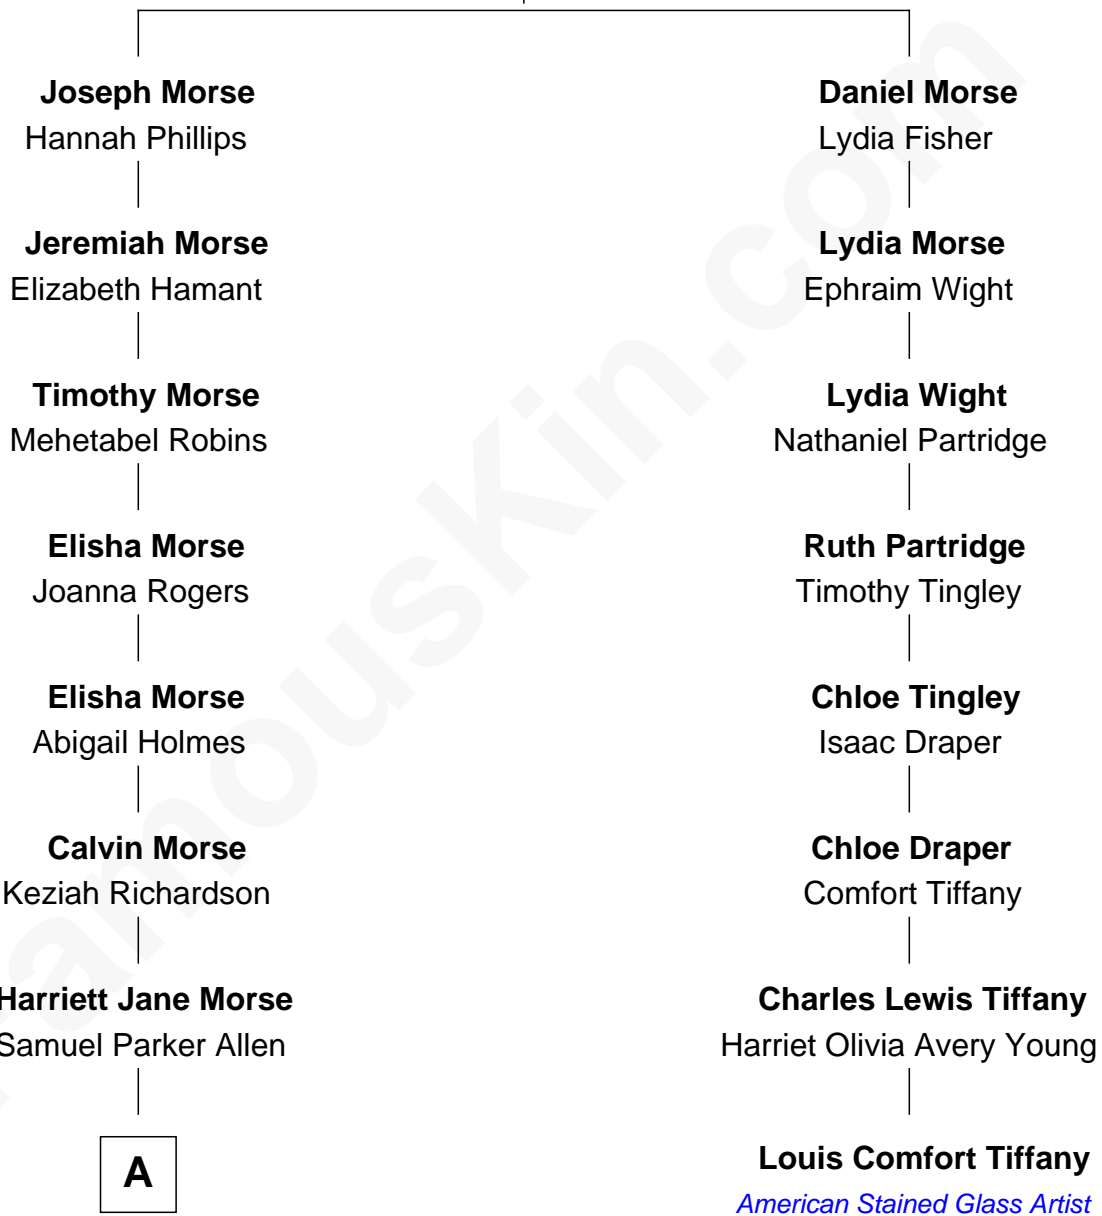 Joseph Morse
Hannah Phillips
Daniel Morse
Lydia Fisher
Jeremiah Morse
Elizabeth Hamant
Lydia Morse
Ephraim Wight
Timothy Morse
Mehetabel Robins
Lydia Wight
Nathaniel Partridge
Elisha Morse
Joanna Rogers
Ruth Partridge
Timothy Tingley
Elisha Morse
Abigail Holmes
Chloe Tingley
Isaac Draper
Calvin Morse
Keziah Richardson
Chloe Draper
Comfort Tiffany
Harriett Jane Morse
Samuel Parker Allen
Charles Lewis Tiffany
Harriet Olivia Avery Young
A
Louis Comfort Tiffany
American Stained Glass Artist
FamousKin.com